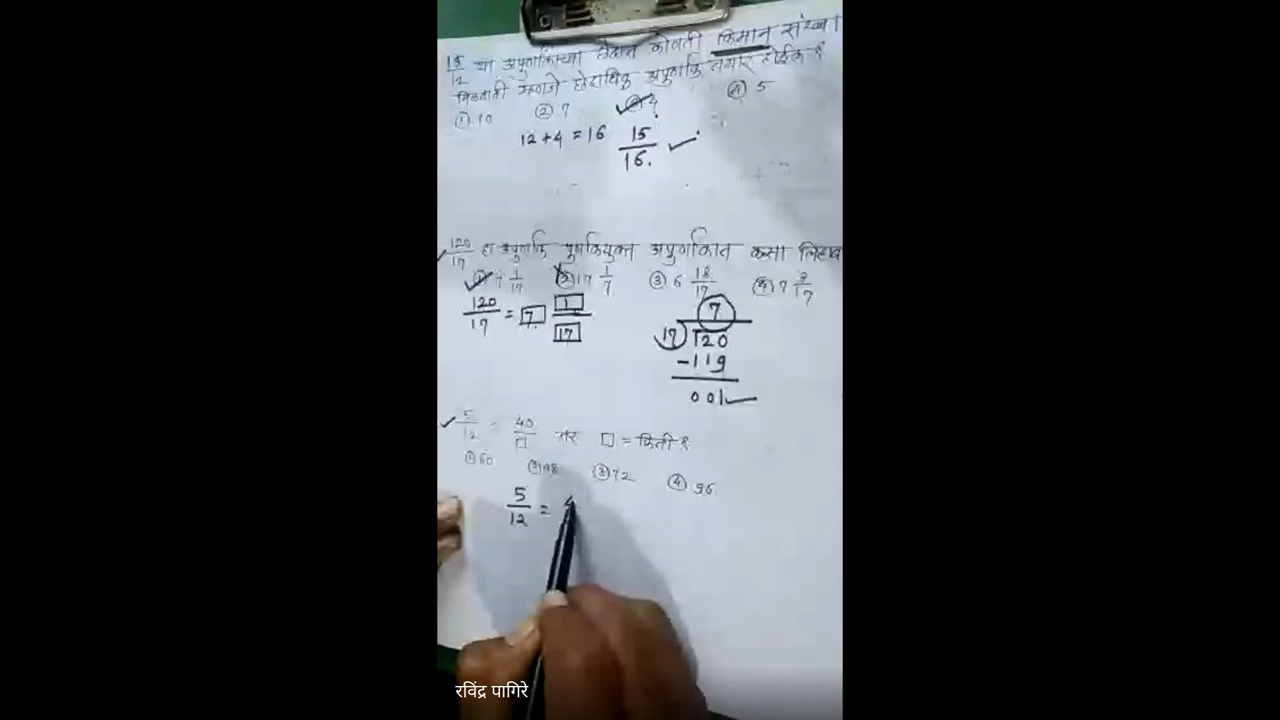 15/12 या अपुर्णांकाच्या छेदात कोणती किमान संख्या
मिळवावी म्हणजे छेदाधिक अपुर्णांक तयार होईल ?
① 10 ② 7 ③ 4 ④ 5
12 + 4 = 16 15/16.
120/17 हा अपुर्णांक पुर्णांकयुक्त अपुर्णांकात कसा लिहाल
① 7 1/17 ② 17 1/7 ③ 6 18/17 ④ 7 3/17
120/17 = 7 1/17
7
17 120
-119
001
5/12 = 40/□ तर □ = किती ?
① 60 ② 48 ③ 72 ④ 96
5/12 = 4
रविंद्र पागिरे